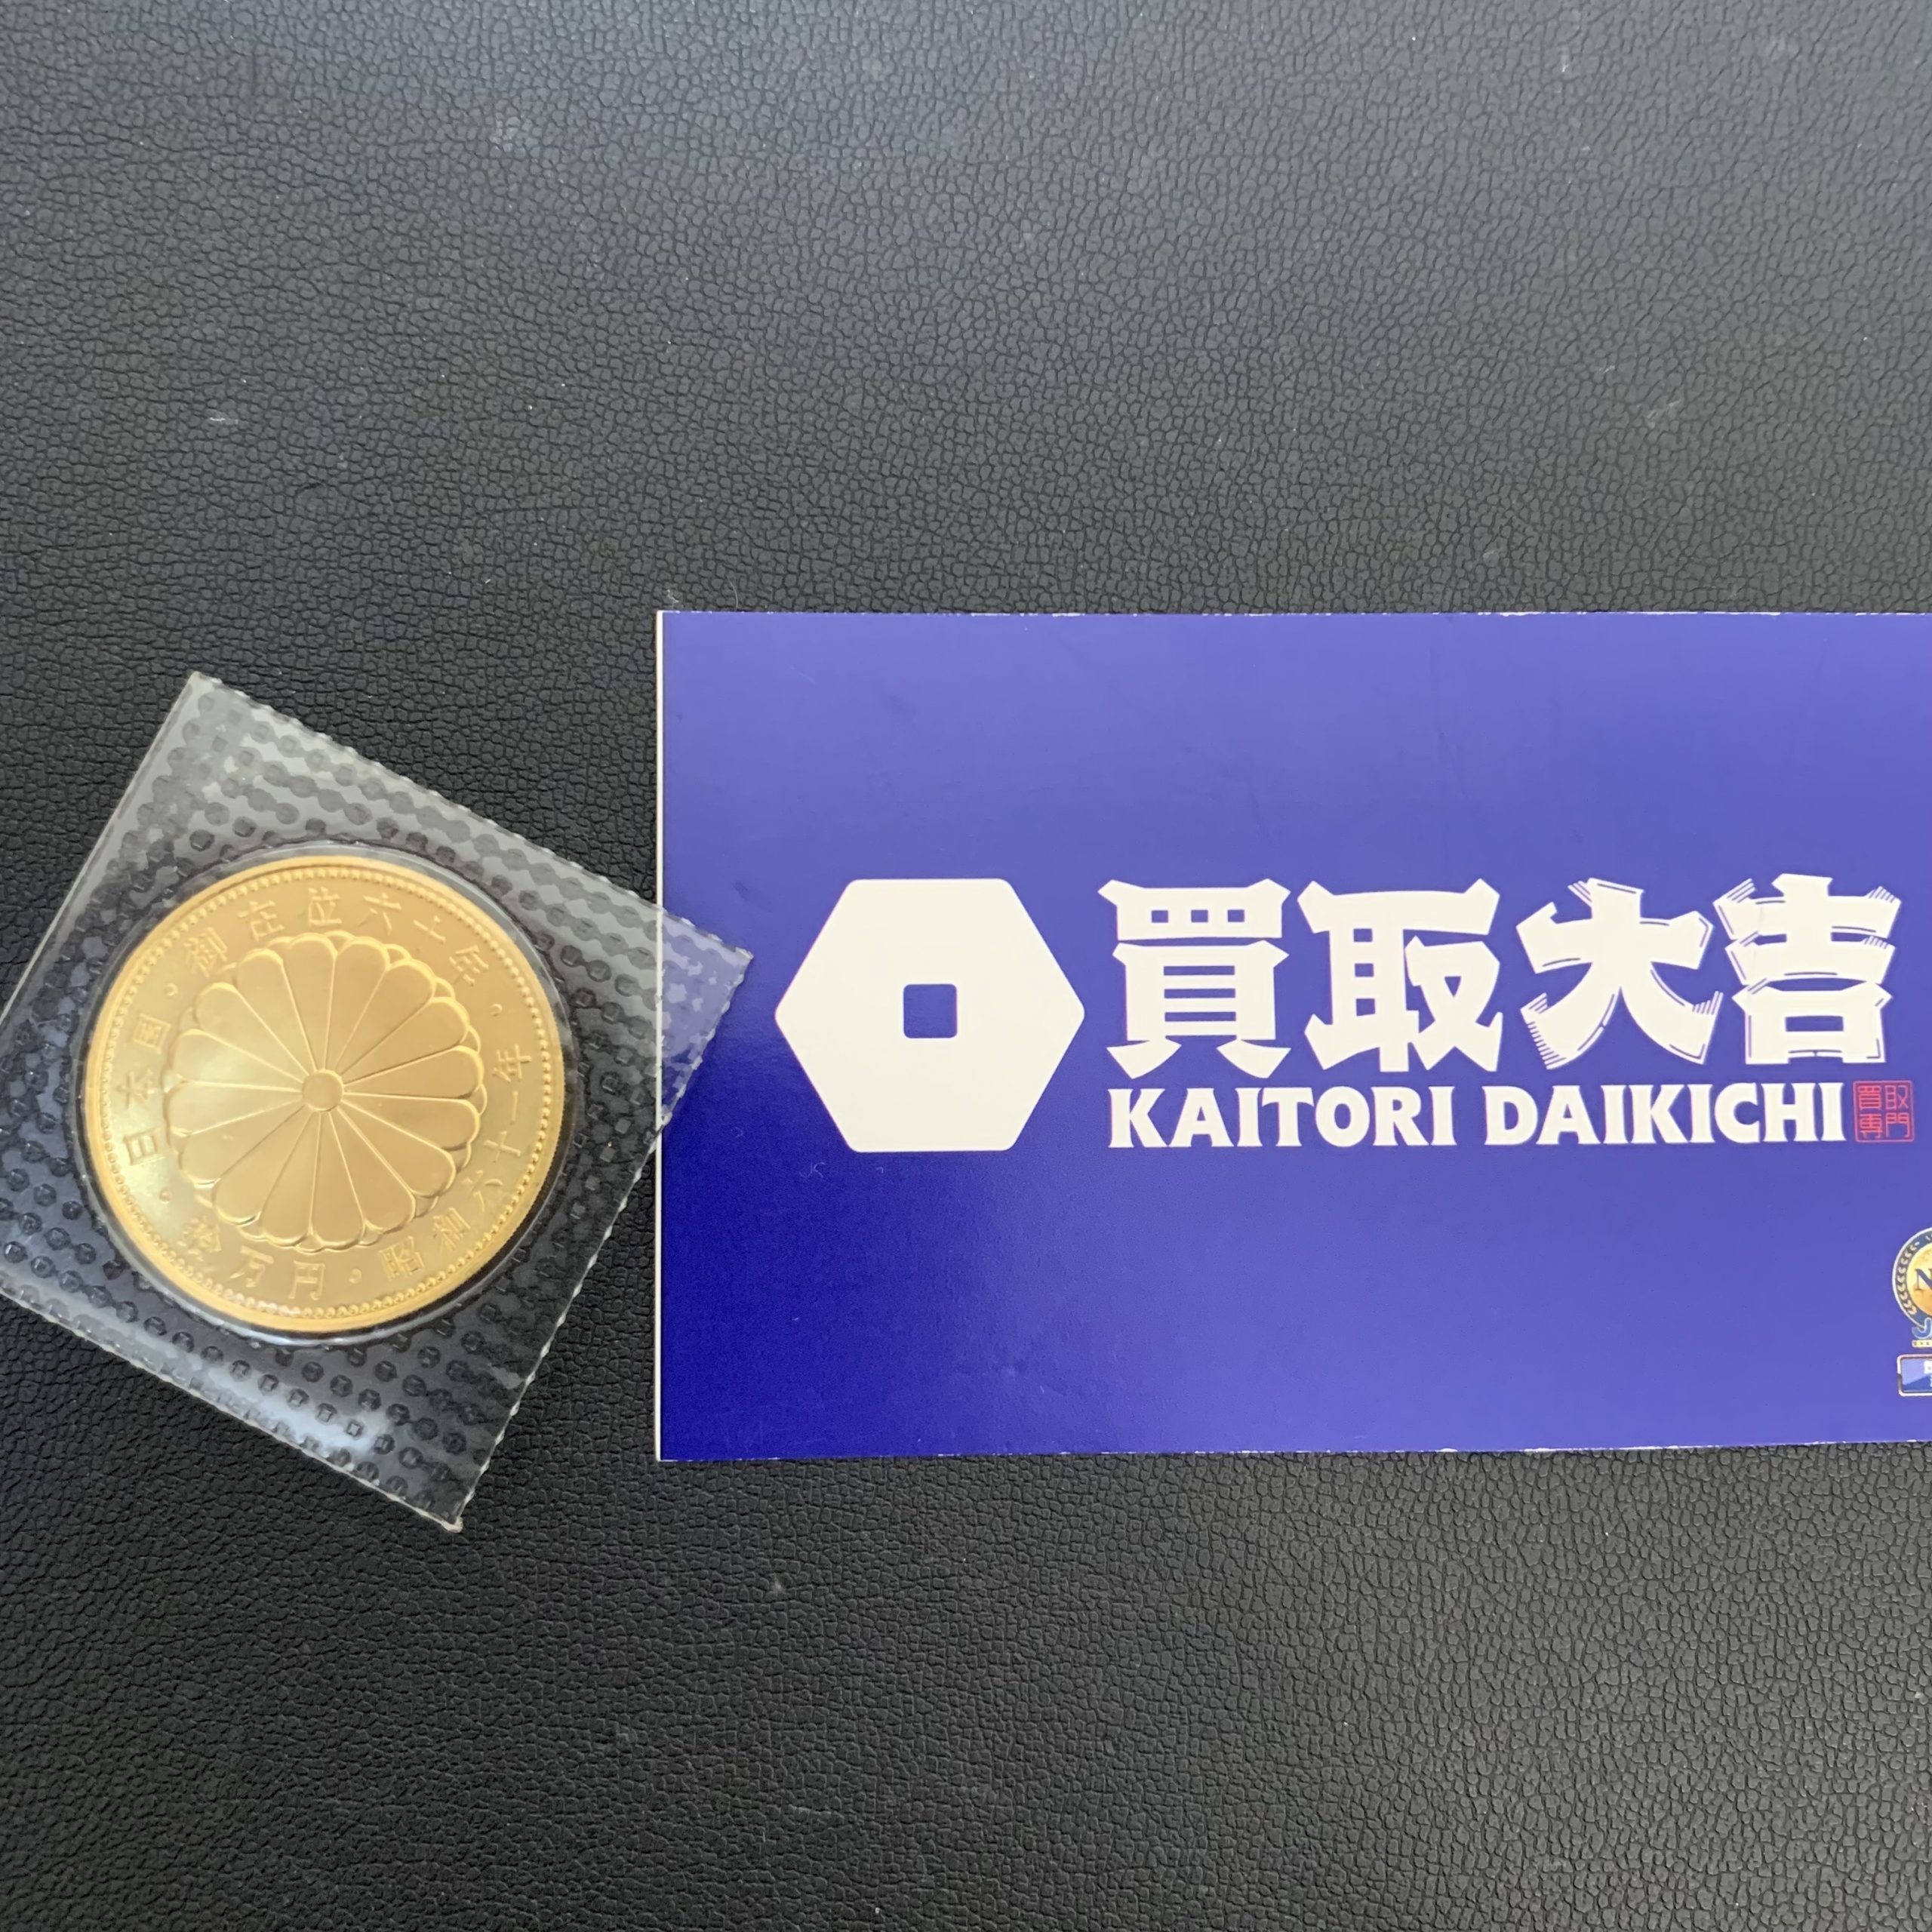 御在位六十年
日本国
拾万円
昭和六十一年
買取大吉
KAITORI DAIKICHI
買取
専門